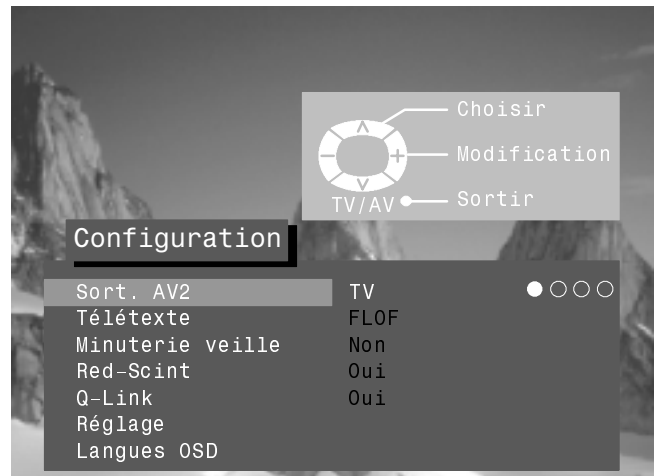 Choisir
Modification
TV/AV Sortir
Configuration
Sort. AV2 TV
Télétexte FLOF
Minuterie veille Non
Red-Scint Oui
Q-Link Oui
Réglage
Langues OSD